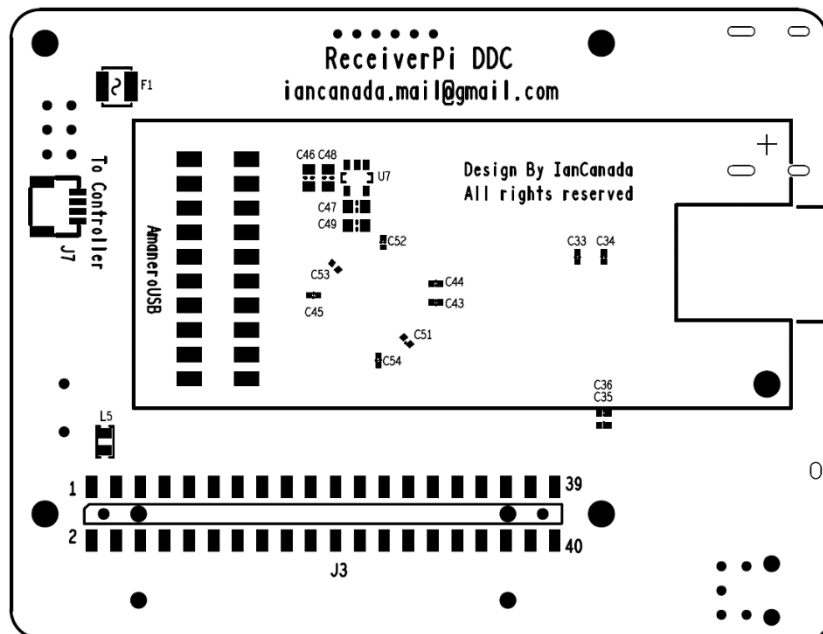 ReceiverPi DDC
iancanada.mail@gmail.com
F1
To Controller
J7
C46 C48
U7
C47
C49
Design By IanCanada
All rights reserved
AmaneroUSB
C52
C53
C45
C44
C43
C33 C34
C51
C54
C36
C35
L5
1
39
2
40
J3
0